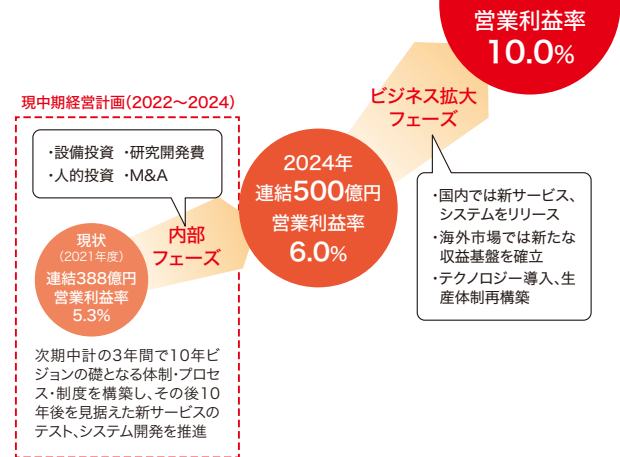 営業利益率
10.0%
現中期経営計画(2022〜2024)
ビジネス拡大
フェーズ
・設備投資 ・研究開発費
・人的投資 ・M&A
2024年
連結500億円
営業利益率
6.0%
内部
フェーズ
現状
(2021年度)
連結388億円
営業利益率
5.3%
・国内では新サービス、
システムをリリース
・海外市場では新たな
収益基盤を確立
・テクノロジー導入、生
産体制再構築
次期中計の3年間で10年ビ
ジョンの礎となる体制・プロセ
ス・制度を構築し、その後10
年後を見据えた新サービスの
テスト、システム開発を推進